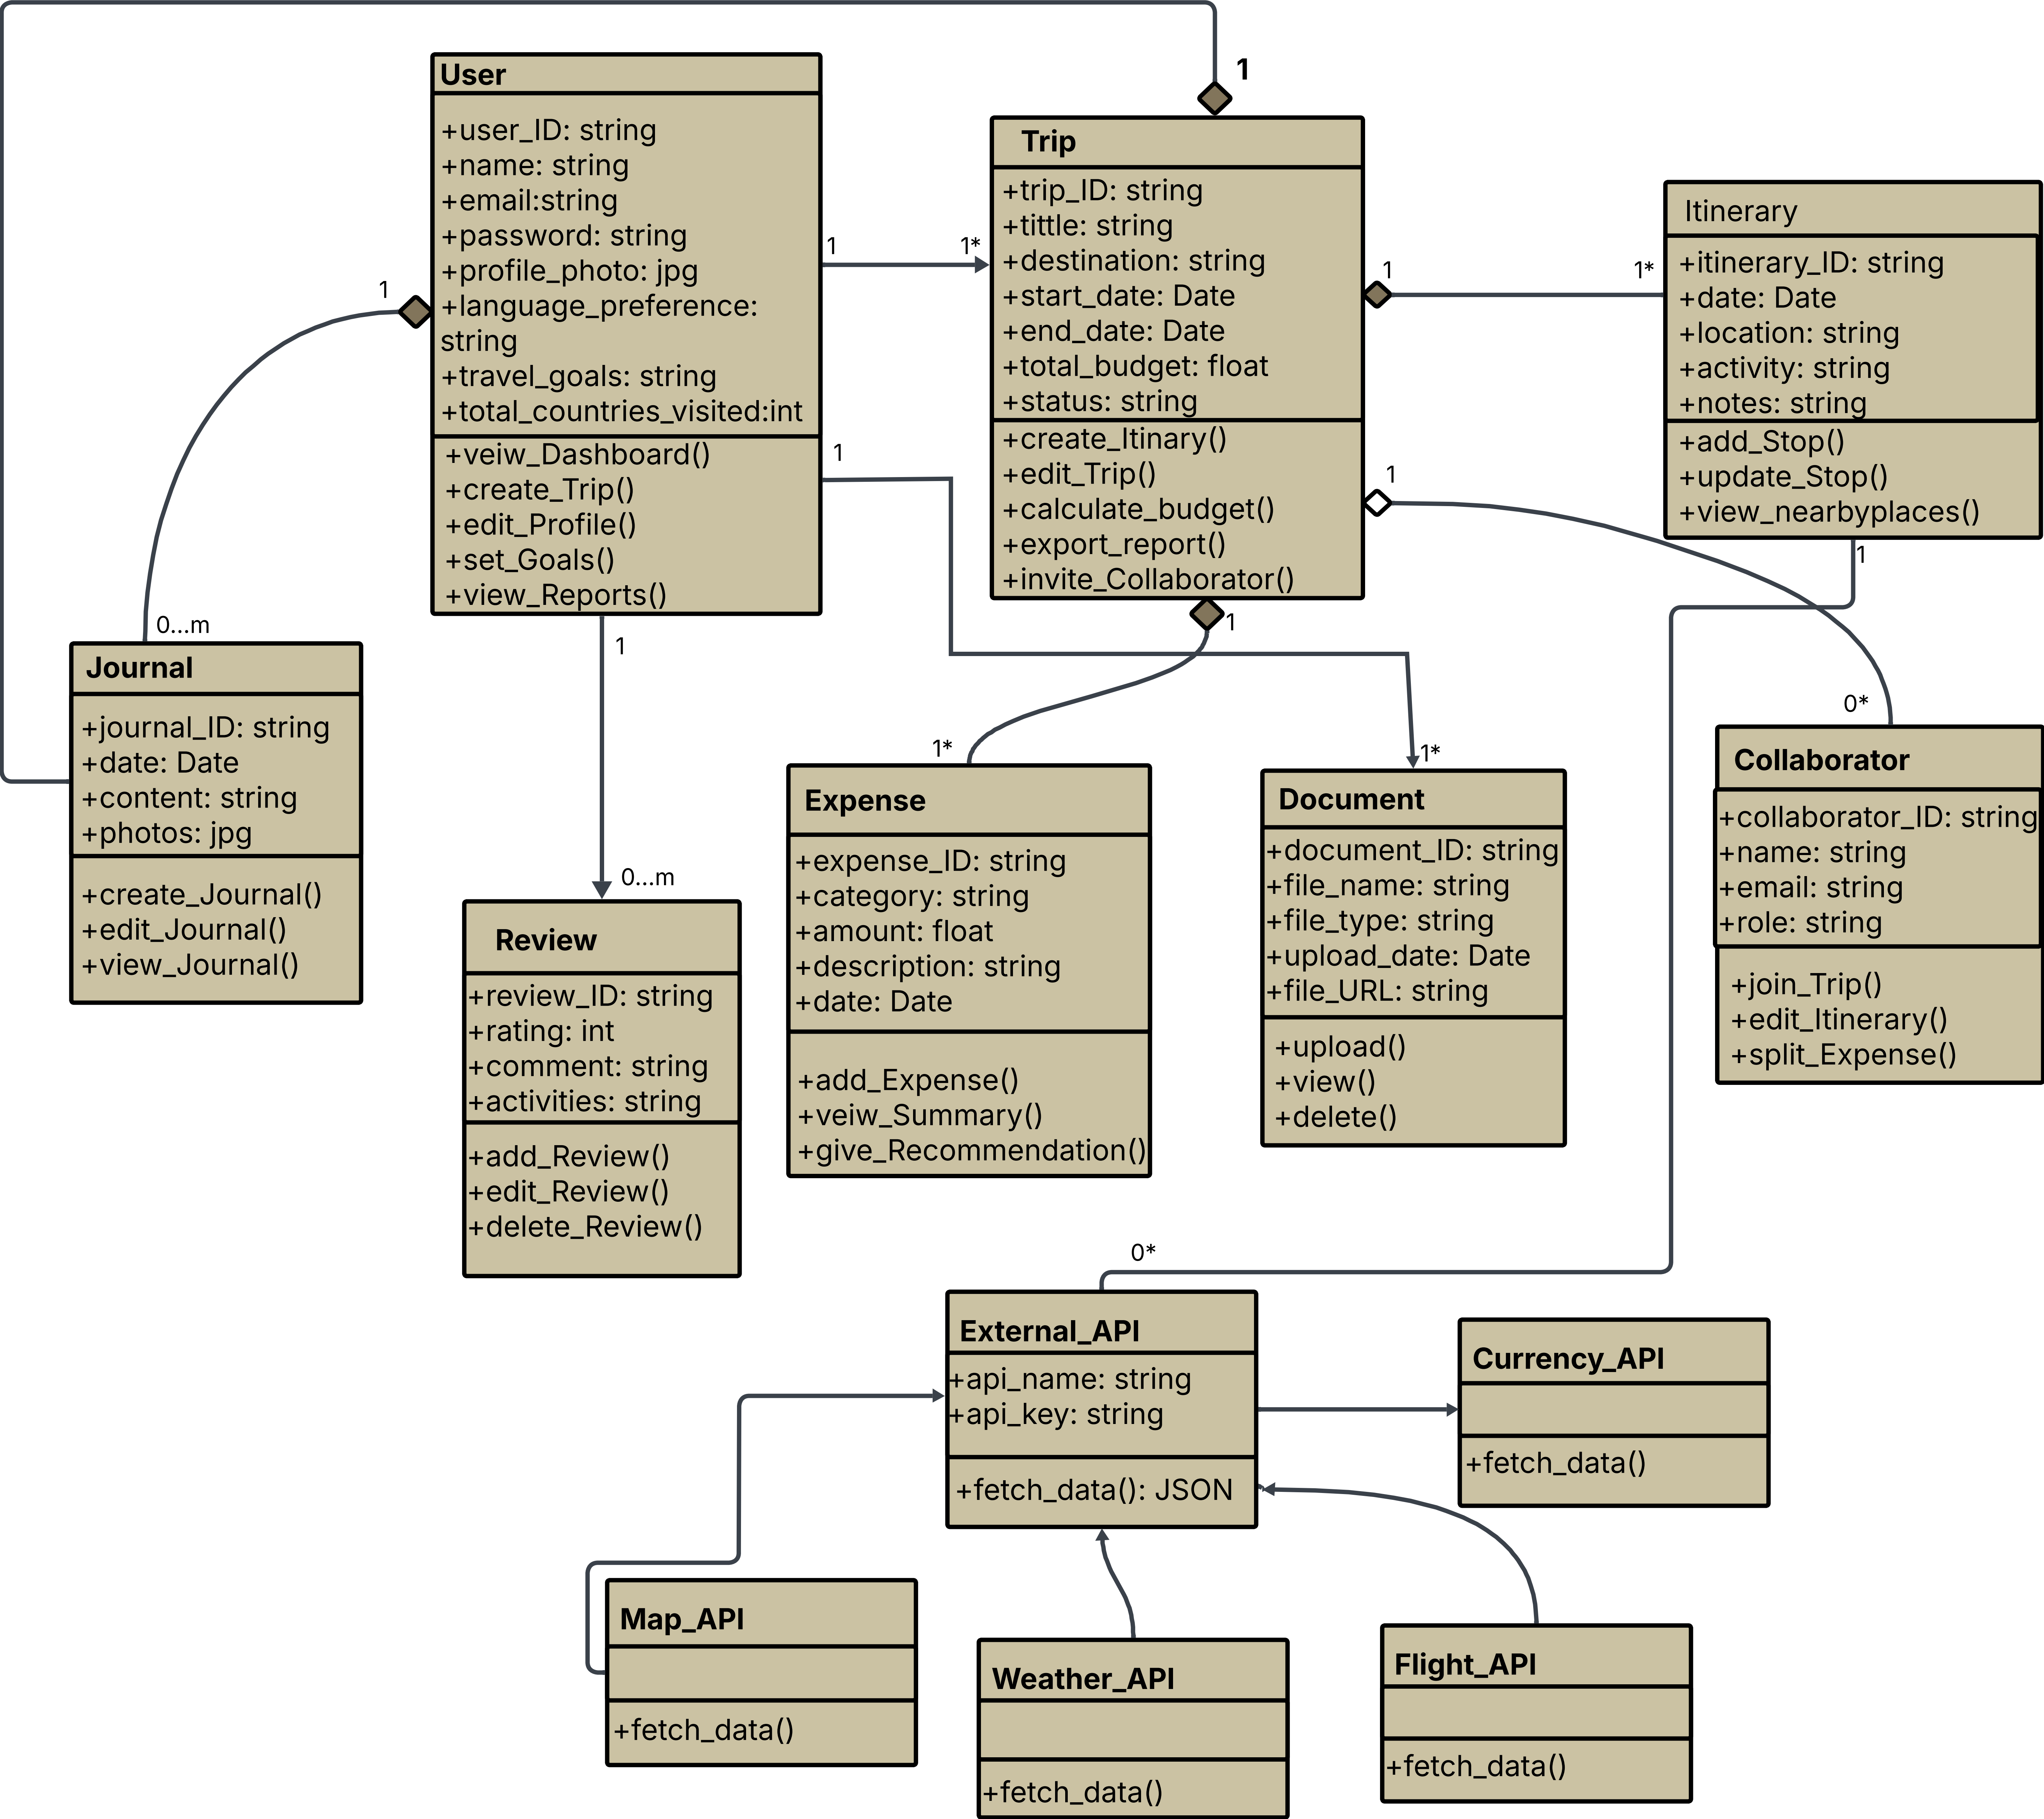 1
User
+user_ID: string
+name: string
+email:string
+password: string
+profile_photo: jpg
+language_preference:
string
+travel_goals: string
+total_countries_visited:int
+veiw_Dashboard()
+create_Trip()
+edit_Profile()
+set_Goals()
+view_Reports()
1
1*
1
0...m
1
1
0...m
Trip
+trip_ID: string
+tittle: string
+destination: string
+start_date: Date
+end_date: Date
+total_budget: float
+status: string
+create_Itinary()
+edit_Trip()
+calculate_budget()
+export_report()
+invite_Collaborator()
1
1*
1
1
Itinerary
+itinerary_ID: string
+date: Date
+location: string
+activity: string
+notes: string
+add_Stop()
+update_Stop()
+view_nearbyplaces()
1
0*
Journal
+journal_ID: string
+date: Date
+content: string
+photos: jpg
+create_Journal()
+edit_Journal()
+view_Journal()
Review
+review_ID: string
+rating: int
+comment: string
+activities: string
+add_Review()
+edit_Review()
+delete_Review()
1*
Expense
+expense_ID: string
+category: string
+amount: float
+description: string
+date: Date
+add_Expense()
+veiw_Summary()
+give_Recommendation()
1*
Document
+document_ID: string
+file_name: string
+file_type: string
+upload_date: Date
+file_URL: string
+upload()
+view()
+delete()
Collaborator
+collaborator_ID: string
+name: string
+email: string
+role: string
+join_Trip()
+edit_Itinerary()
+split_Expense()
0*
External_API
+api_name: string
+api_key: string
+fetch_data(): JSON
Currency_API
+fetch_data()
Map_API
+fetch_data()
Weather_API
+fetch_data()
Flight_API
+fetch_data()